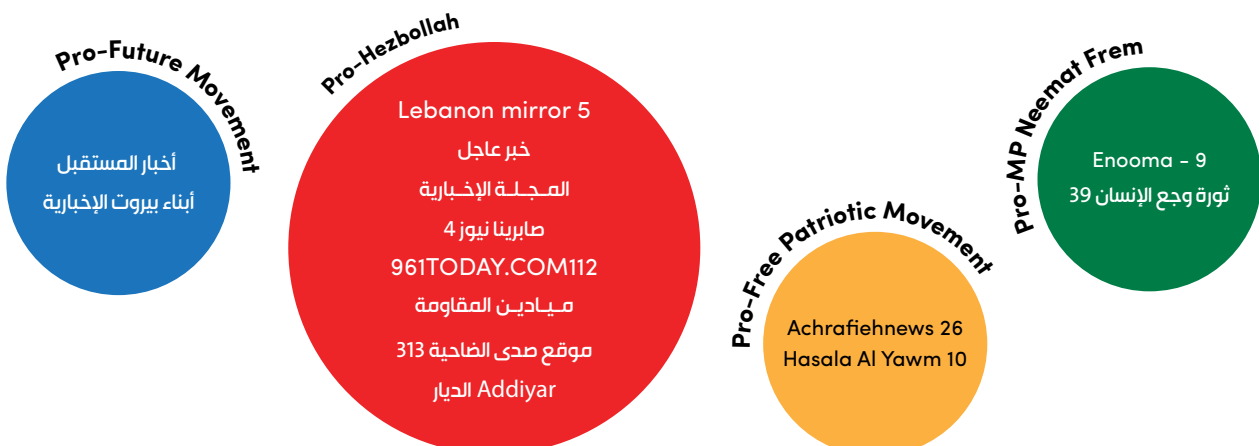 Pro-Future Movement
أخبار المستقبل
أبناء بيروت الإخبارية
Pro-Hezbollah
Lebanon mirror 5
خبر عاجل
المـجـلـة الإخـبارية
صابرينا نيوز 4
961TODAY.COM112
مـيـاديـن المقاومة
موقع صدى الضاحية 313
الديار Addiyar
Pro-Free Patriotic Movement
Achrafiehnews 26
Hasala Al Yawm 10
Pro-MP Neemat Frem
Enooma - 9
ثورة وجع الإنسان 39